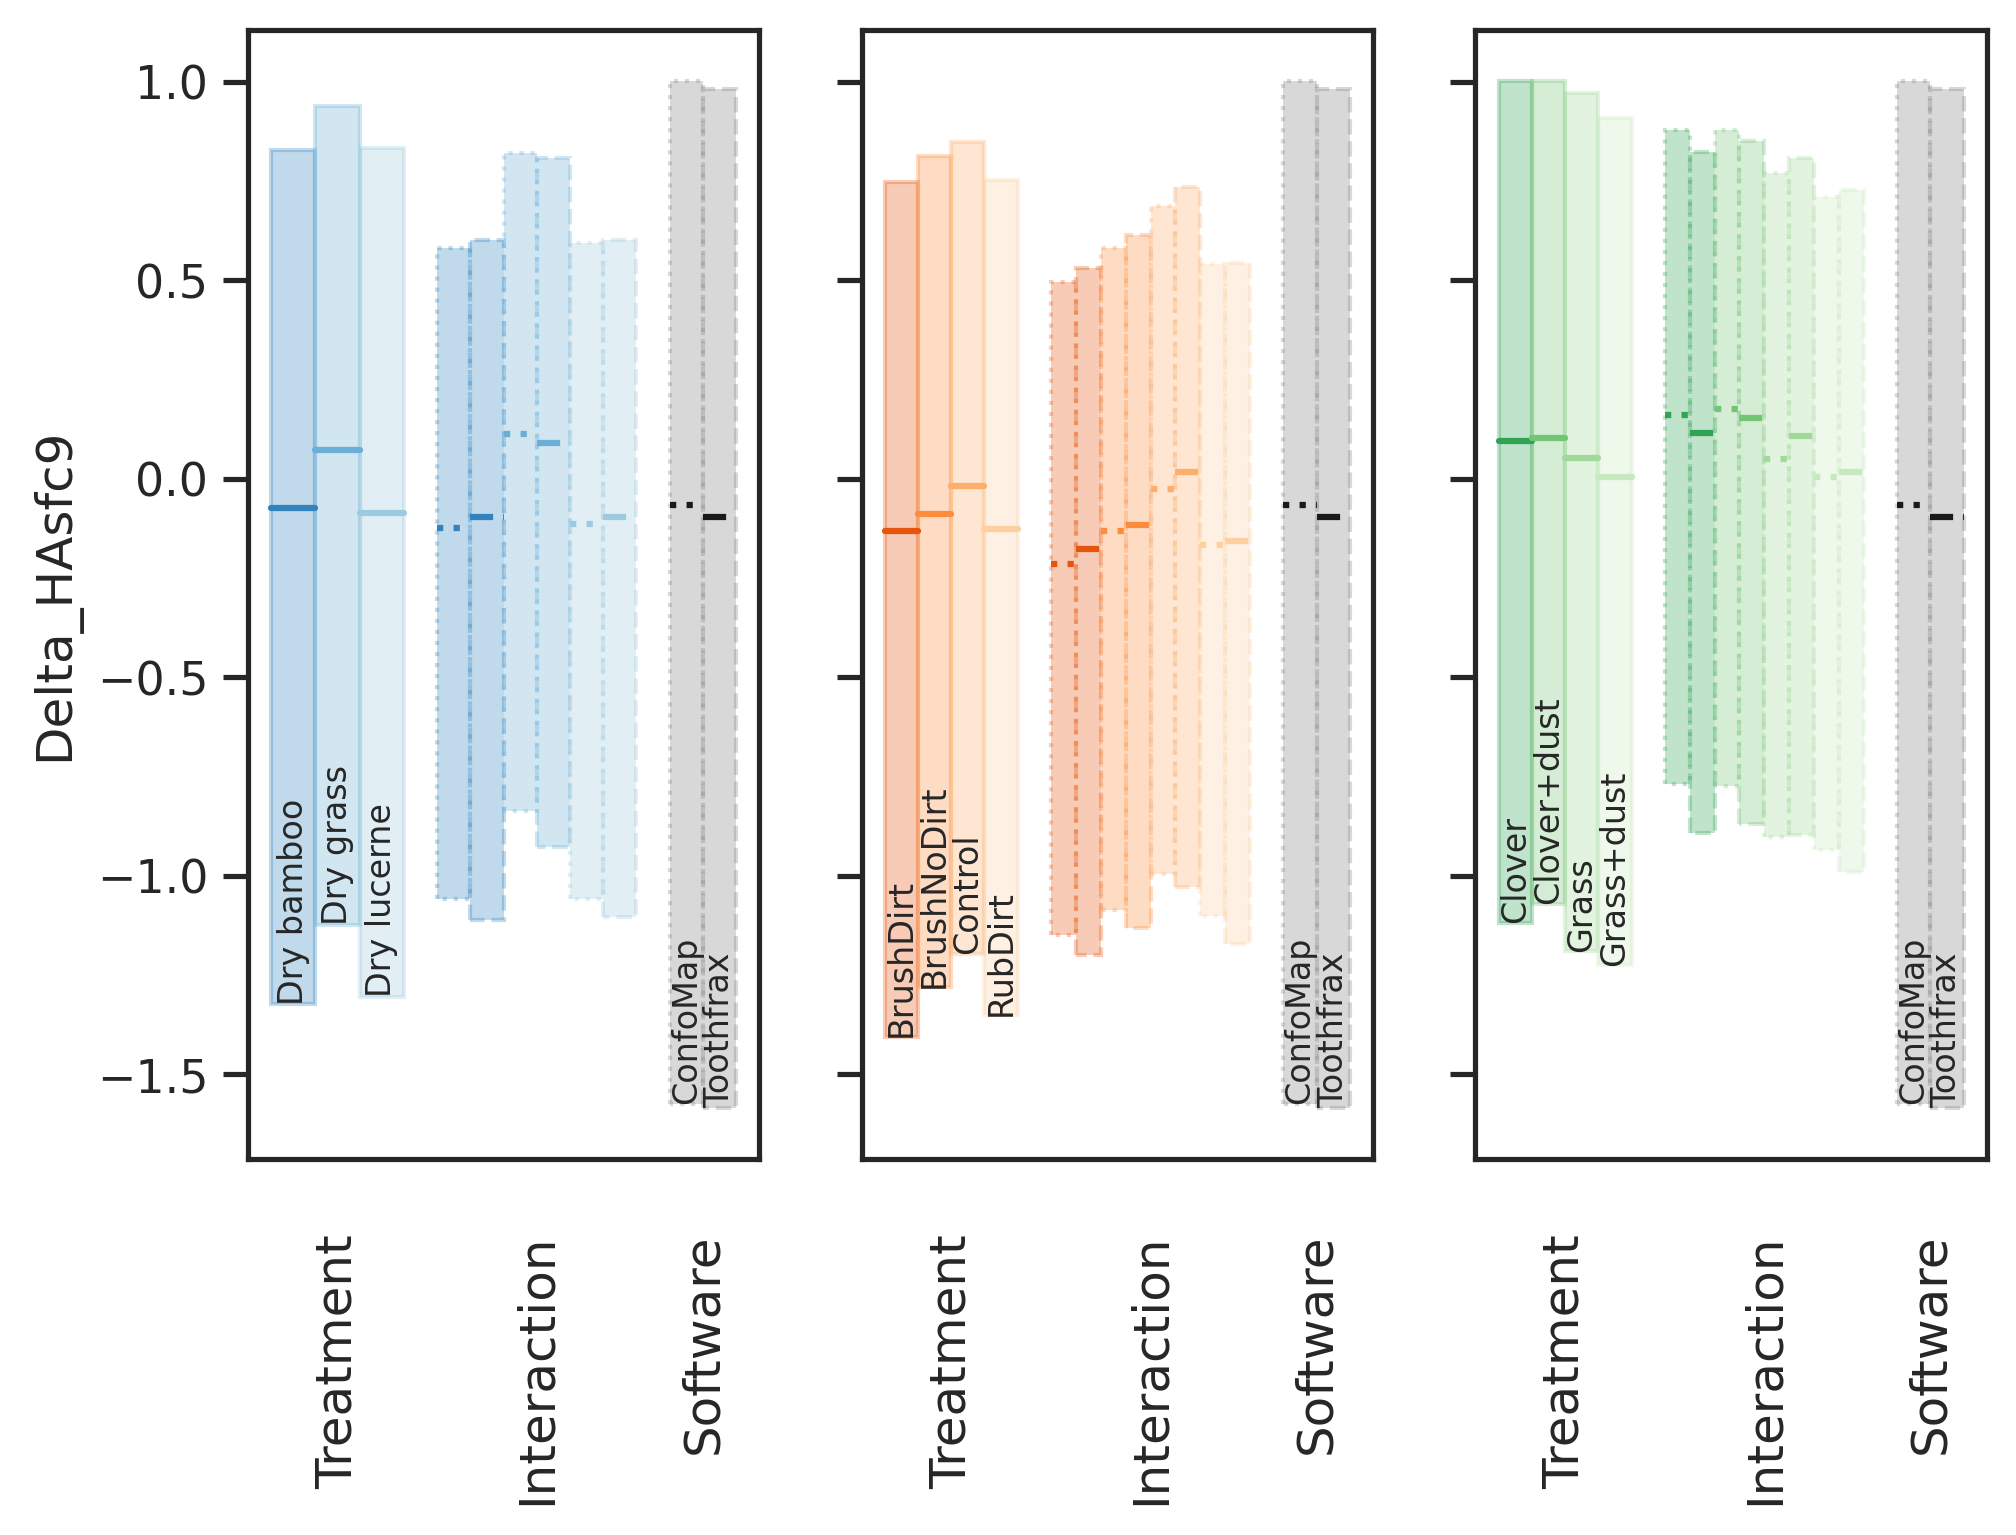 Delta_HAsfc9
1.0
0.5
0.0
−0.5
−1.0
−1.5
Dry bamboo
Dry grass
Dry lucerne
ConfoMap
Toothfrax
Treatment
Interaction
Software
BrushDirt
BrushNoDirt
Control
RubDirt
ConfoMap
Toothfrax
Treatment
Interaction
Software
Clover
Clover+dust
Grass
Grass+dust
ConfoMap
Toothfrax
Treatment
Interaction
Software